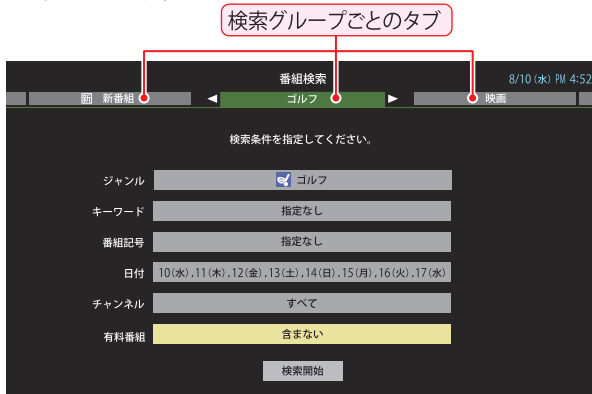 検索グループごとのタブ
番組検索
8/10(水) PM 4:52
新 新番組
◀ ゴルフ ▶
映画
検索条件を指定してください。
ジャンル ゴルフ
キーワード 指定なし
番組記号 指定なし
日付 10(水),11(木),12(金),13(土),14(日),15(月),16(火),17(水)
チャンネル すべて
有料番組 含まない
検索開始